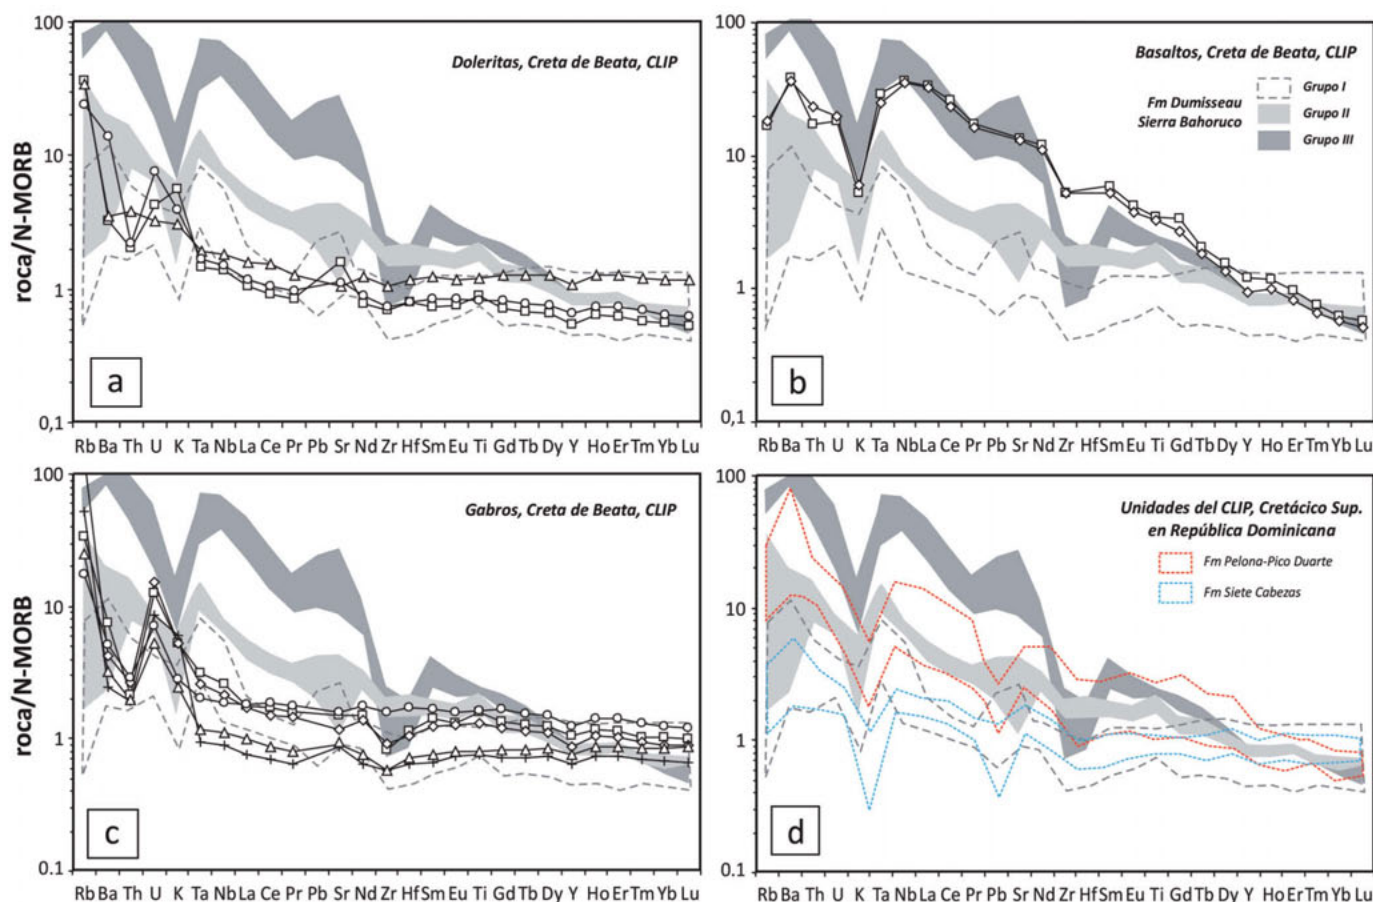 100
10
1
0,1
roca/N-MORB
Doleritas, Creta de Beata, CLIP
a
Rb Ba Th U K Ta Nb La Ce Pr Pb Sr Nd Zr Hf Sm Eu Ti Gd Tb Dy Y Ho Er Tm Yb Lu
100
10
1
0,1
Basaltos, Creta de Beata, CLIP
Fm Dumisseau
Sierra Bahoruco
Grupo I
Grupo II
Grupo III
b
Rb Ba Th U K Ta Nb La Ce Pr Pb Sr Nd Zr Hf Sm Eu Ti Gd Tb Dy Y Ho Er Tm Yb Lu
100
10
1
0.1
roca/N-MORB
Gabros, Creta de Beata, CLIP
c
Rb Ba Th U K Ta Nb La Ce Pr Pb Sr Nd Zr Hf Sm Eu Ti Gd Tb Dy Y Ho Er Tm Yb Lu
100
10
1
0.1
Unidades del CLIP, Cretácico Sup.
en República Dominicana
Fm Pelona-Pico Duarte
Fm Siete Cabezas
d
Rb Ba Th U K Ta Nb La Ce Pr Pb Sr Nd Zr Hf Sm Eu Ti Gd Tb Dy Y Ho Er Tm Yb Lu